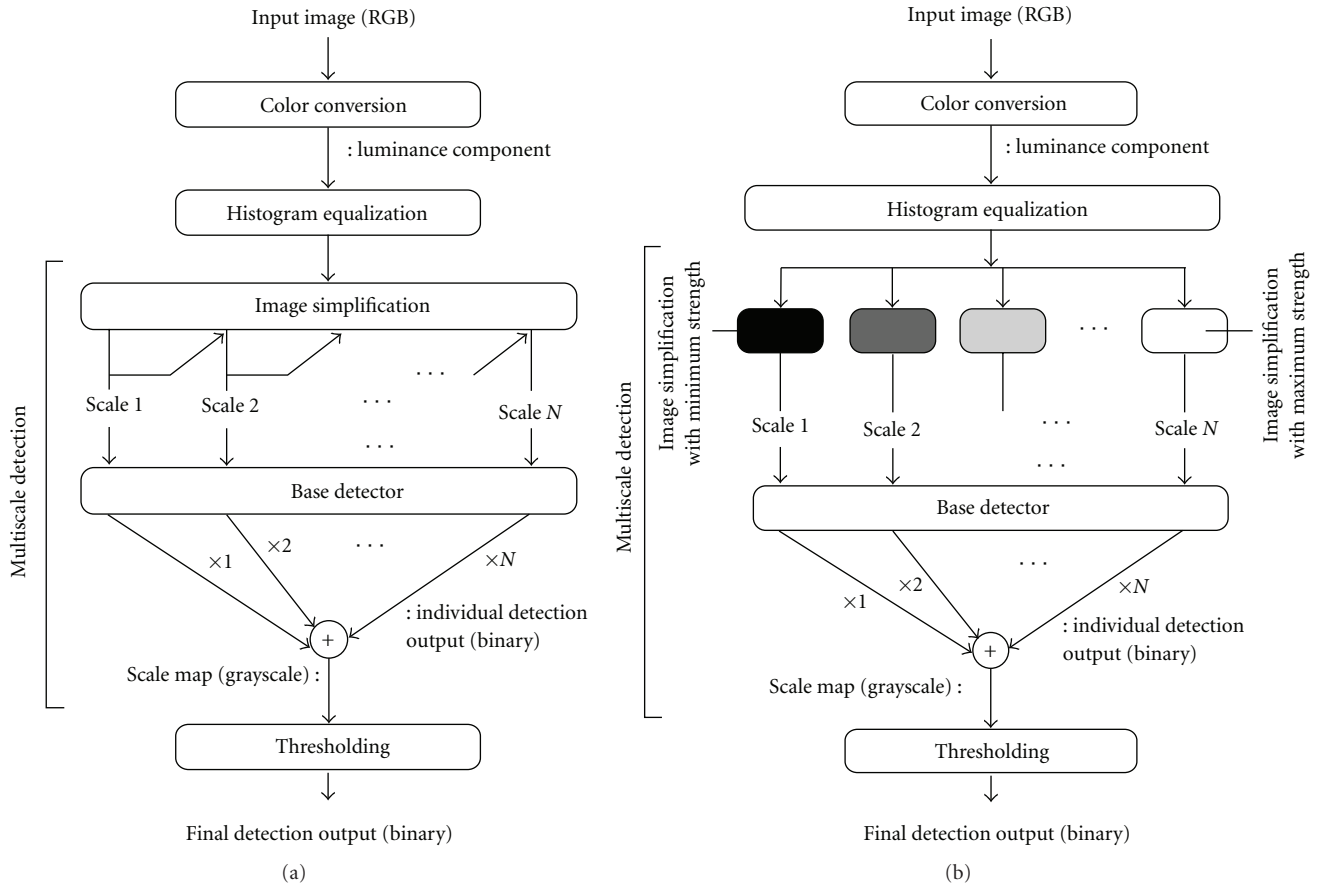 Input image (RGB)
Color conversion
: luminance component
Histogram equalization
Multiscale detection
Image simplification
. . .
Scale 1
Scale 2
. . .
Scale N
. . .
Base detector
×1
×2
. . .
×N
: individual detection
output (binary)
+
Scale map (grayscale) :
Thresholding
Final detection output (binary)
(a)
Input image (RGB)
Color conversion
: luminance component
Histogram equalization
Multiscale detection
Image simplification
with minimum strength
. . .
Image simplification
with maximum strength
Scale 1
Scale 2
. . .
Scale N
. . .
Base detector
×1
×2
. . .
×N
: individual detection
output (binary)
+
Scale map (grayscale) :
Thresholding
Final detection output (binary)
(b)